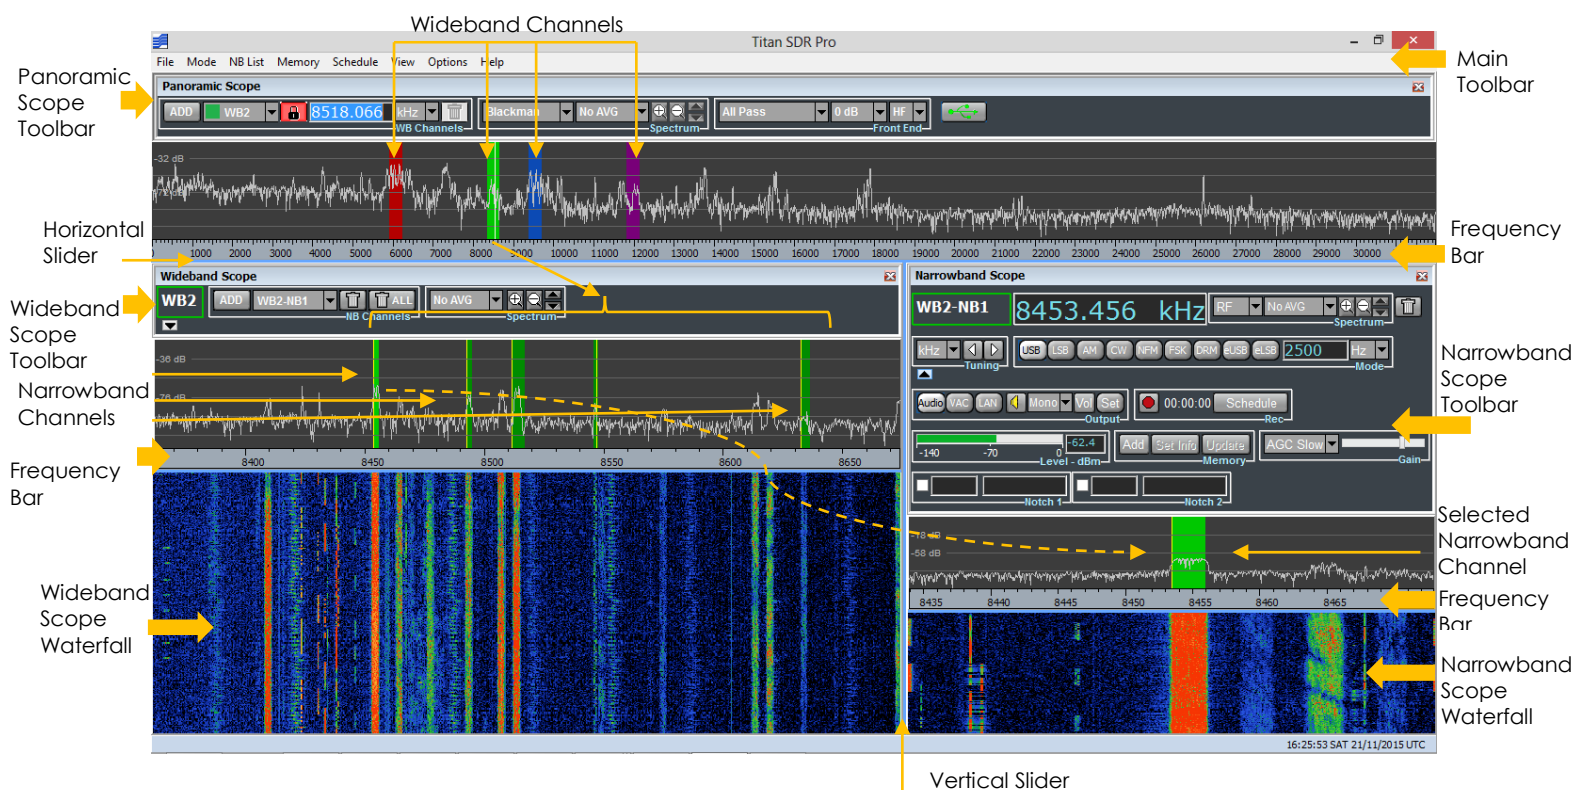 Wideband Channels
Titan SDR Pro
File Mode NB List Memory Schedule View Options Help
Main
Toolbar
Panoramic
Scope
Toolbar
Panoramic Scope
ADD WB2 8518.066 kHz
WB Channels
Blackman No AVG
Spectrum
All Pass 0 dB HF
Front End
-32 dB
Horizontal
Slider
1000 2000 3000 4000 5000 6000 7000 8000 9000 10000 11000 12000 13000 14000 15000 16000 17000 18000 19000 20000 21000 22000 23000 24000 25000 26000 27000 28000 29000 30000
Frequency
Bar
Wideband Scope
WB2 ADD WB2-NB1 ALL
NB Channels
No AVG
Spectrum
Wideband
Scope
Toolbar
-36 dB
-76 dB
Narrowband
Channels
8400 8450 8500 8550 8600 8650
Frequency
Bar
Wideband
Scope
Waterfall
Narrowband Scope
WB2-NB1 8453.456 kHz RF No AVG
Spectrum
kHz
Tuning
USB LSB AM CW NFM FSK DRM eUSB eLSB 2500 Hz
Mode
Narrowband
Scope
Toolbar
Audio VAC LAN Mono Vol Set
Output
00:00:00 Schedule
Rec
-140 -70 0 -62.4
Level - dBm
Add Set Info Update
Memory
AGC Slow
Gain
Notch 1
Notch 2
-18 dB
-58 dB
Selected
Narrowband
Channel
8435 8440 8445 8450 8455 8460 8465
Frequency
Bar
Narrowband
Scope
Waterfall
16:25:53 SAT 21/11/2015 UTC
Vertical Slider